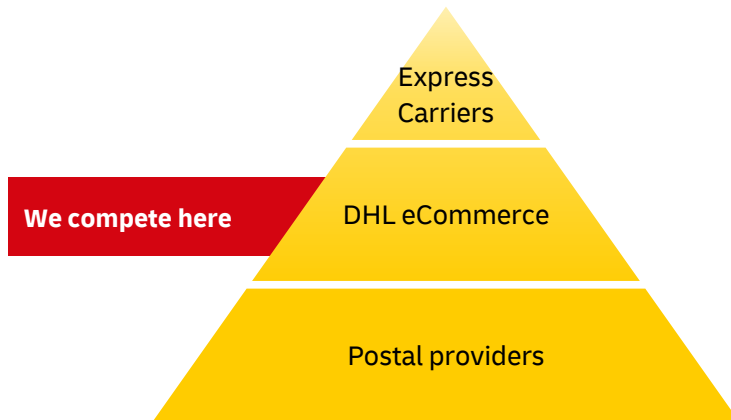 Express
Carriers
We compete here
DHL eCommerce
Postal providers